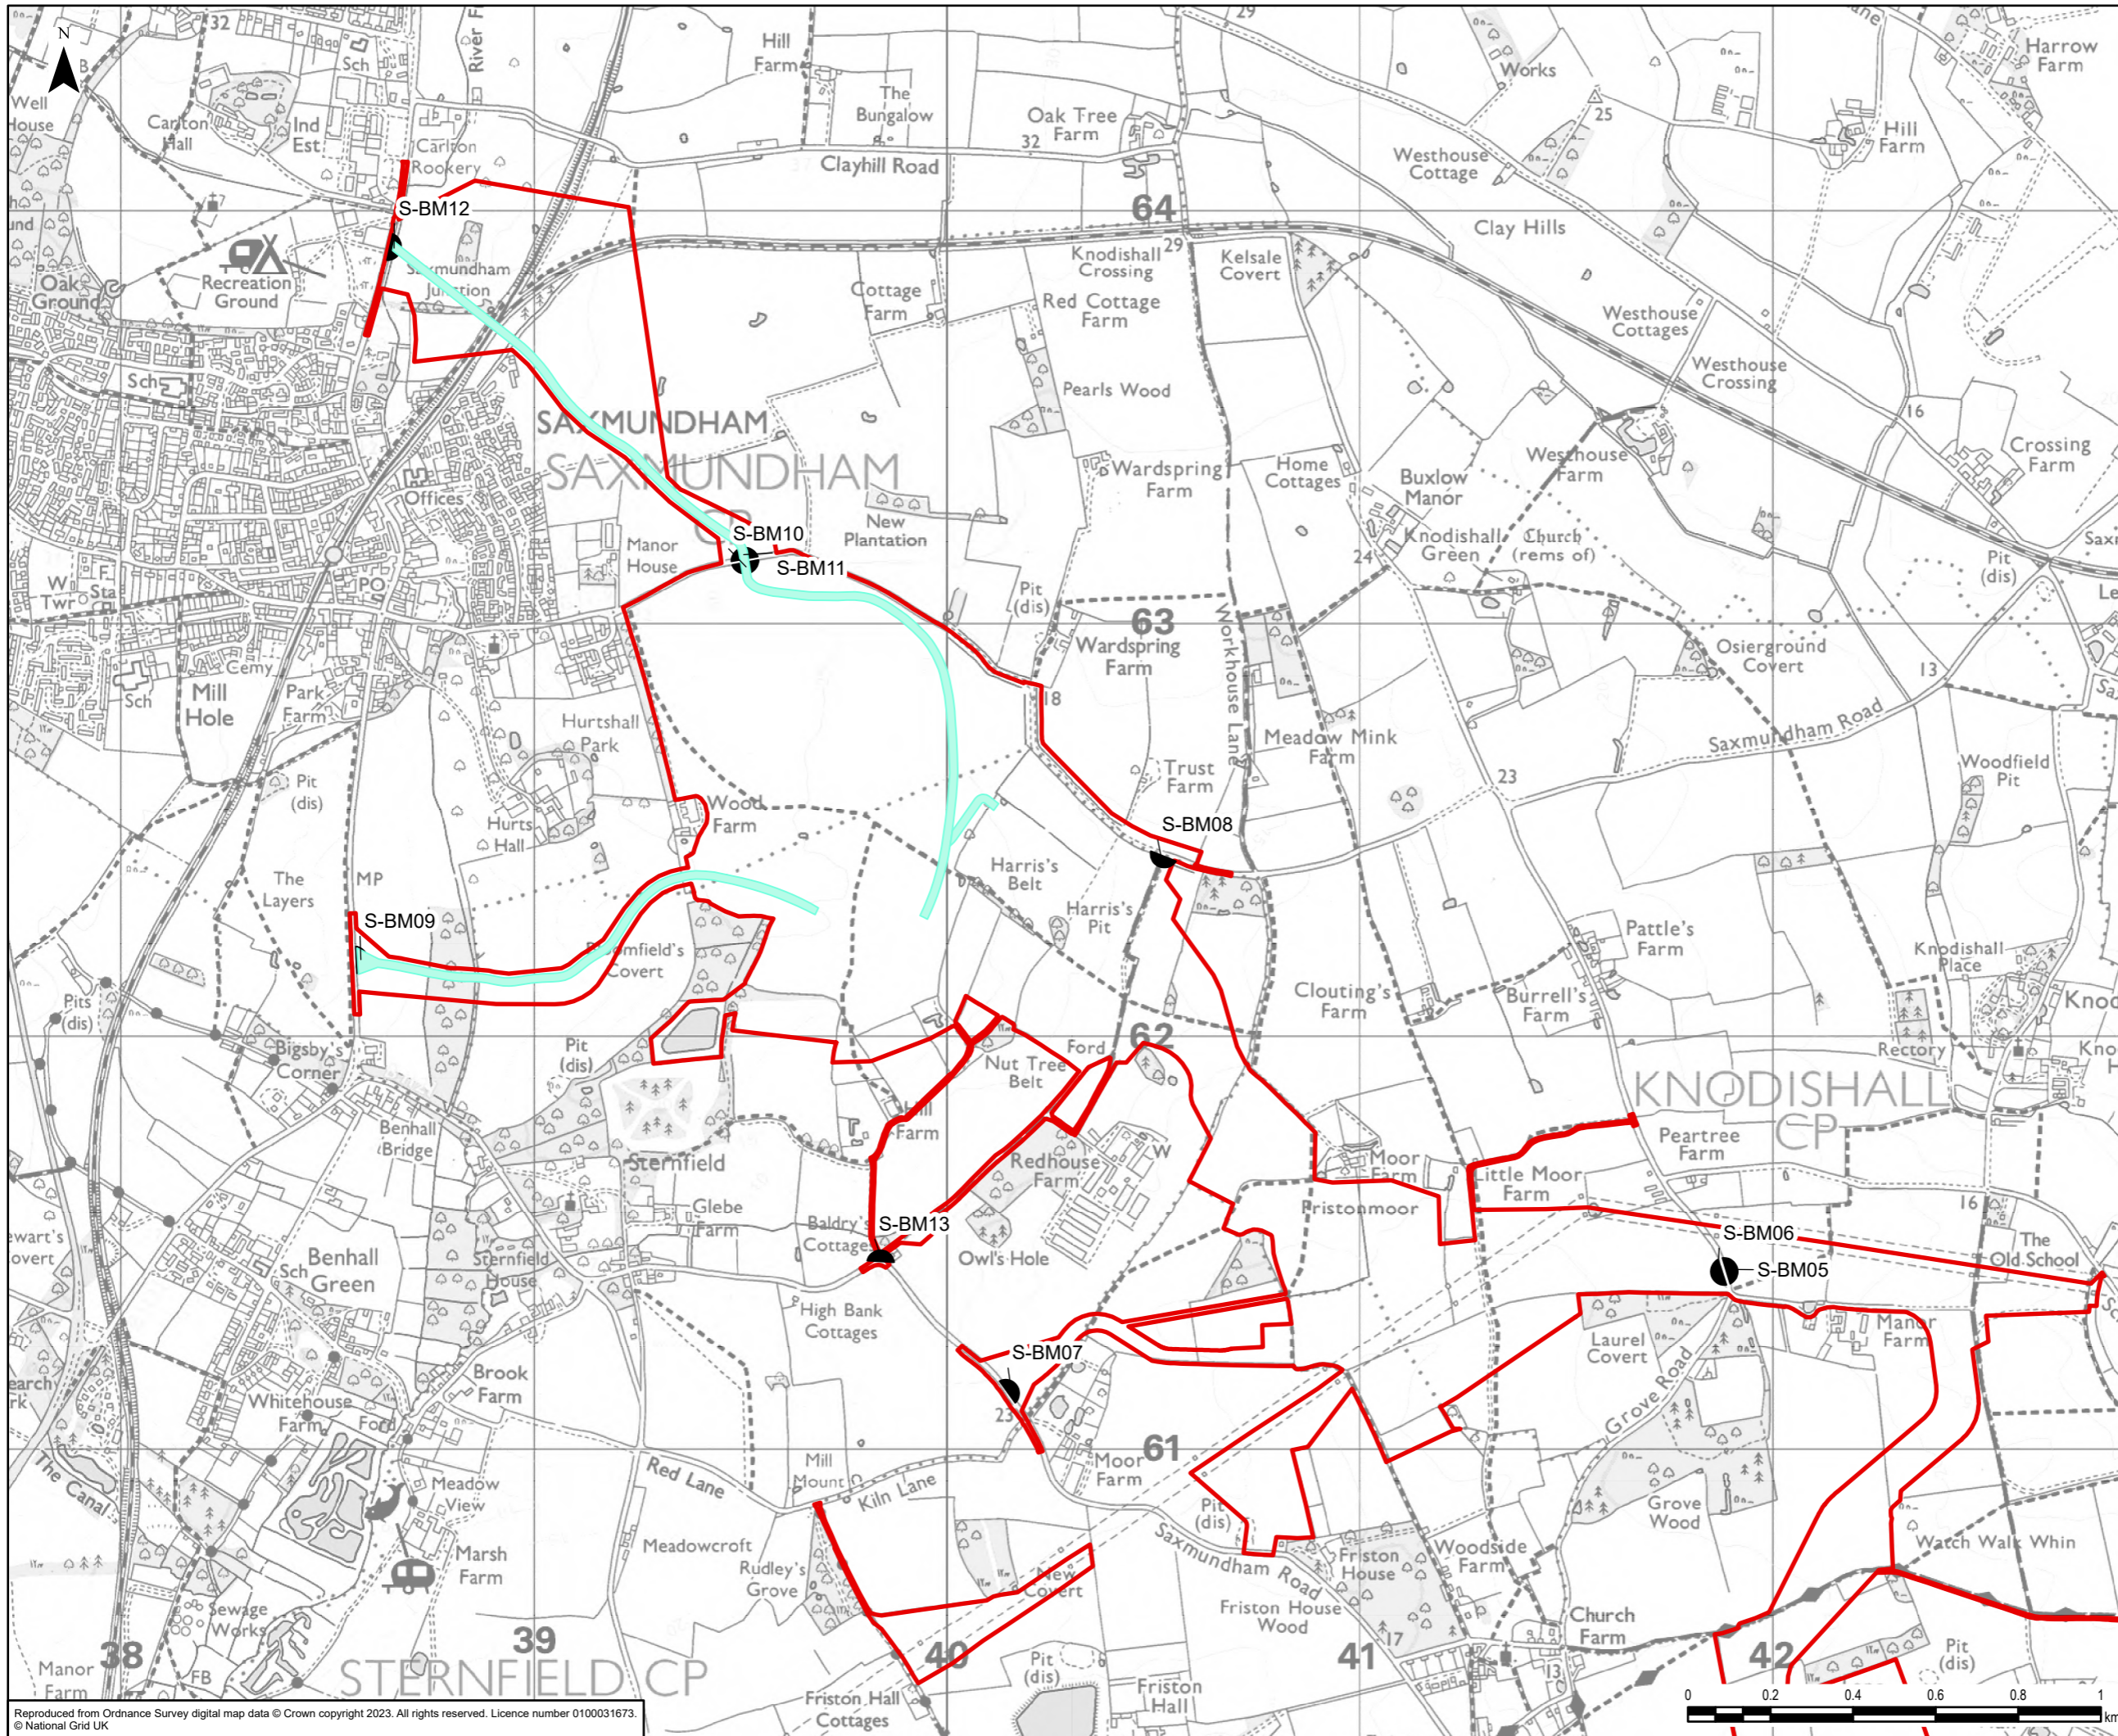 N
32
Sch
River F
29
Hill
Farm
Works
Harrow
Farm
Well
House
Carlton
Hall
Ind
Est
Carlton
Rookery
The
Bungalow
Oak Tree
Farm
32
25
Hill
Farm
Clayhill Road
Westhouse
Cottage
S-BM12
64
Clay Hills
29
Knodishall
Crossing
Kelsale
Covert
Oak
Ground
Recreation
Ground
Saxmundham
Junction
Cottage
Farm
Red Cottage
Farm
Westhouse
Cottages
Westhouse
Crossing
Sch
Pearls Wood
16
SAXMUNDHAM
SAXMUNDHAM
CP
Crossing
Farm
Offices
Wardspring
Farm
Home
Cottages
Buxlow
Manor
Westhouse
Farm
New
Plantation
S-BM10
S-BM11
Manor
House
Knodishall
Green
Church
(rems of)
24
Pit
(dis)
W
Twr
F
Sta
PO
Pit
(dis)
63
Workhouse Lane
Wardspring
Farm
Osierground
Covert
13
Cemy
Sch
Mill
Hole
Park
Farm
18
Hurtshall
Park
Meadow Mink
Farm
Saxmundham Road
Woodfield
Pit
Trust
Farm
23
Pit
(dis)
Wood
Farm
Hurts
Hall
S-BM08
The
Layers
MP
Harris's
Belt
Harris's
Pit
S-BM09
Pattle's
Farm
Knodishall
Place
Bloomfield's
Covert
Clouting's
Farm
Burrell's
Farm
Pits
(dis)
62
Rectory
Bigsby's
Corner
Pit
(dis)
Ford
Nut Tree
Belt
KNODISHALL
CP
Hill
Farm
Benhall
Bridge
Peartree
Farm
Sternfield
Redhouse
Farm
W
Moor
Farm
Little Moor
Farm
16
Glebe
Farm
Baldry's
Cottage
S-BM13
Fristonmoor
S-BM06
The
Old School
S-BM05
Benhall
Green
Sch
Sternfield
House
Owl's Hole
High Bank
Cottages
Laurel
Covert
Manor
Farm
Brook
Farm
S-BM07
Whitehouse
Farm
Ford
23
Grove Road
61
The Canal
Red Lane
Mill
Mount
Kiln Lane
Moor
Farm
Meadow
View
Pit
(dis)
Grove
Wood
Saxmundham Road
Watch Walk Whin
Meadowcroft
Rudley's
Grove
Marsh
Farm
New
Covert
Friston
House
Woodside
Farm
Sewage
Works
Friston House
Wood
Church
Farm
38
39
40
41
17
42
Manor
Farm
FB
STERNFIELD CP
Pit
(dis)
13
Pit
(dis)
Friston Hall
Cottages
Friston
Hall
0 0.2 0.4 0.6 0.8 1
km
Reproduced from Ordnance Survey digital map data © Crown copyright 2023. All rights reserved. Licence number 0100031673.
© National Grid UK